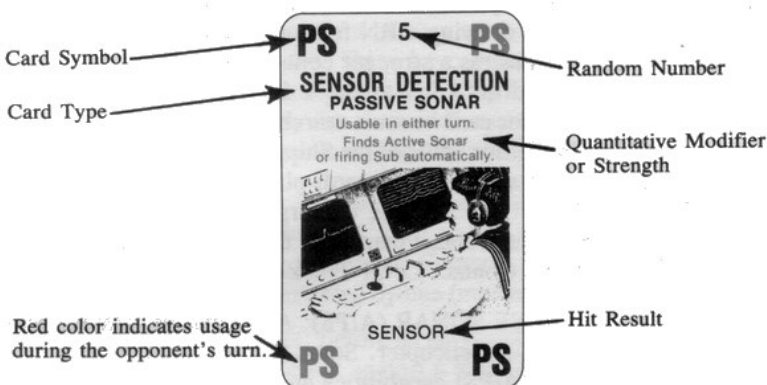 PS 5 PS
Card Symbol
Random Number
SENSOR DETECTION
Card Type
PASSIVE SONAR
Usable in either turn.
Finds Active Sonar
or firing Sub automatically.
Quantitative Modifier
or Strength
SENSOR
Hit Result
Red color indicates usage
during the opponent's turn.
PS PS